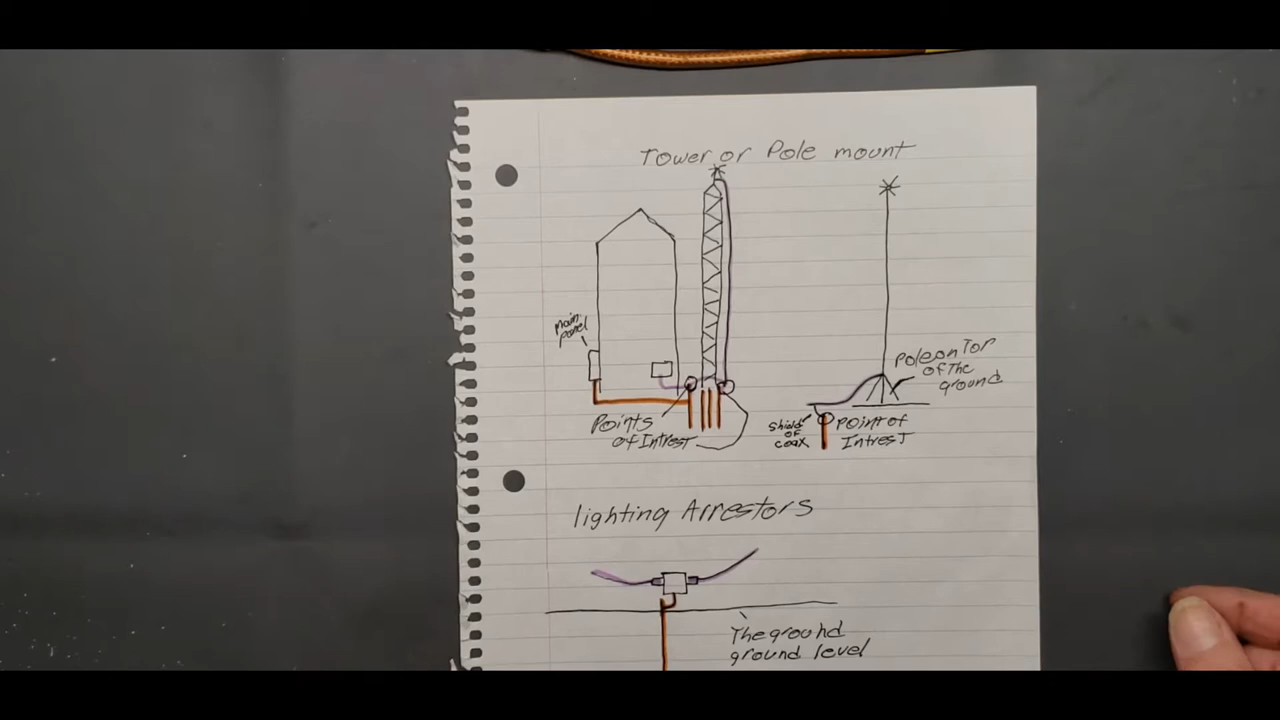 Tower or Pole mount
main
panel
Pole on Top
of The
ground
Points
of Intrest
shield
of
coax
Point of
Intrest
lighting Arrestors
The ground
ground level